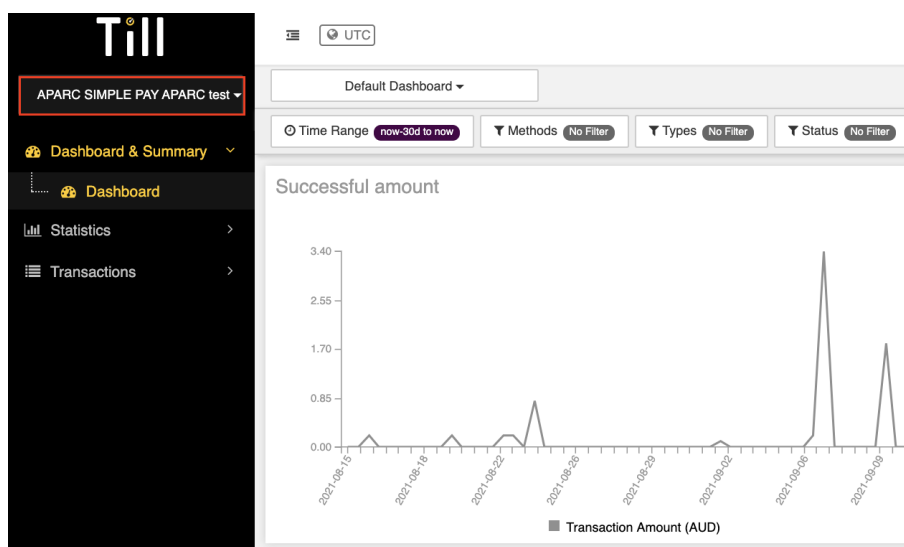 Till
UTC
APARC SIMPLE PAY APARC test
Default Dashboard
Time Range now-30d to now Methods No Filter Types No Filter Status No Filter
Dashboard & Summary
Dashboard
Statistics
Transactions
Successful amount
3.40
2.55
1.70
0.85
0.00
2021-08-15 2021-08-18 2021-08-22 2021-08-26 2021-08-29 2021-09-02 2021-09-06 2021-09-09
Transaction Amount (AUD)